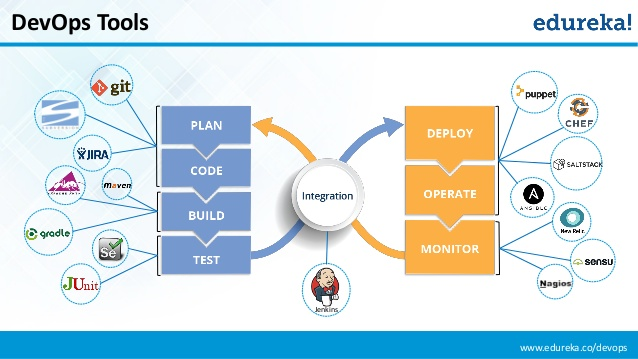 DevOps Tools
edureka!
git
SUBVERSION
JIRA
maven
gradle
Se
JUnit
PLAN
CODE
BUILD
TEST
Integration
Jenkins
DEPLOY
OPERATE
MONITOR
puppet
CHEF
SALTSTACK
ANSIBLE
New Relic.
sensu
Nagios
www.edureka.co/devops